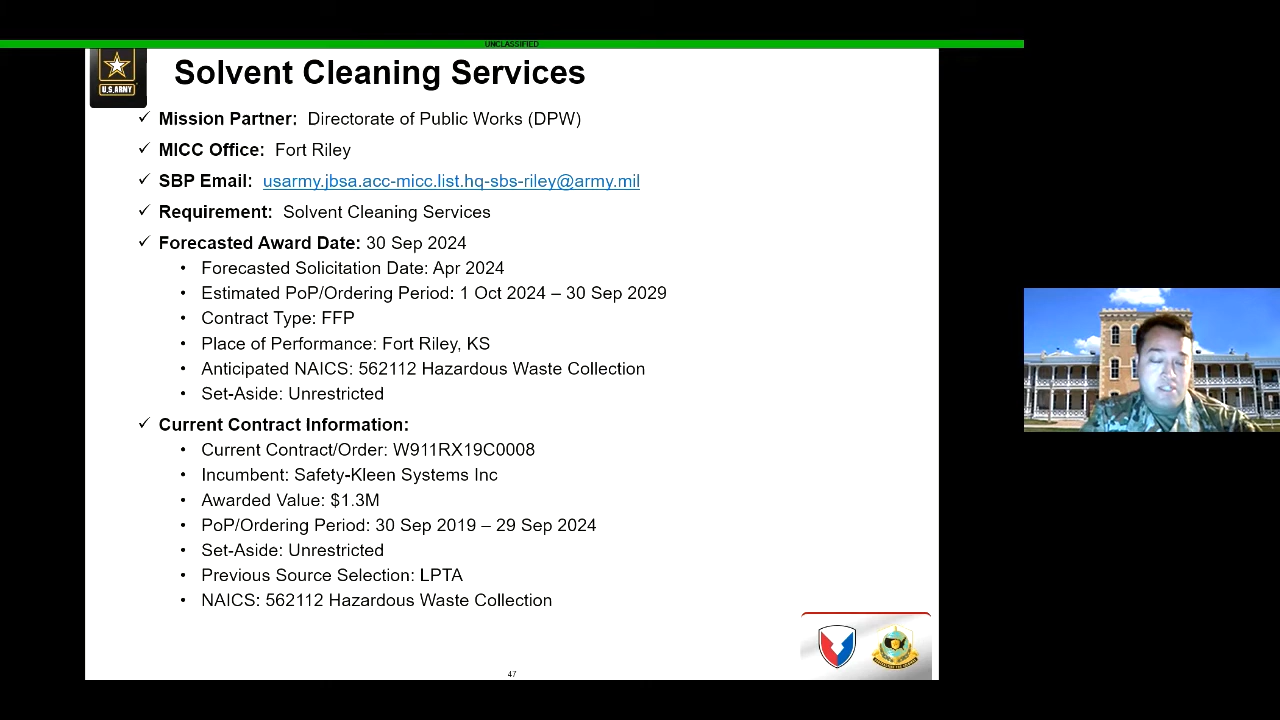 UNCLASSIFIED
U.S.ARMY
Solvent Cleaning Services
✓ Mission Partner: Directorate of Public Works (DPW)
✓ MICC Office: Fort Riley
✓ SBP Email: usarmy.jbsa.acc-micc.list.hq-sbs-riley@army.mil
✓ Requirement: Solvent Cleaning Services
✓ Forecasted Award Date: 30 Sep 2024
• Forecasted Solicitation Date: Apr 2024
• Estimated PoP/Ordering Period: 1 Oct 2024 – 30 Sep 2029
• Contract Type: FFP
• Place of Performance: Fort Riley, KS
• Anticipated NAICS: 562112 Hazardous Waste Collection
• Set-Aside: Unrestricted
✓ Current Contract Information:
• Current Contract/Order: W911RX19C0008
• Incumbent: Safety-Kleen Systems Inc
• Awarded Value: $1.3M
• PoP/Ordering Period: 30 Sep 2019 – 29 Sep 2024
• Set-Aside: Unrestricted
• Previous Source Selection: LPTA
• NAICS: 562112 Hazardous Waste Collection
47